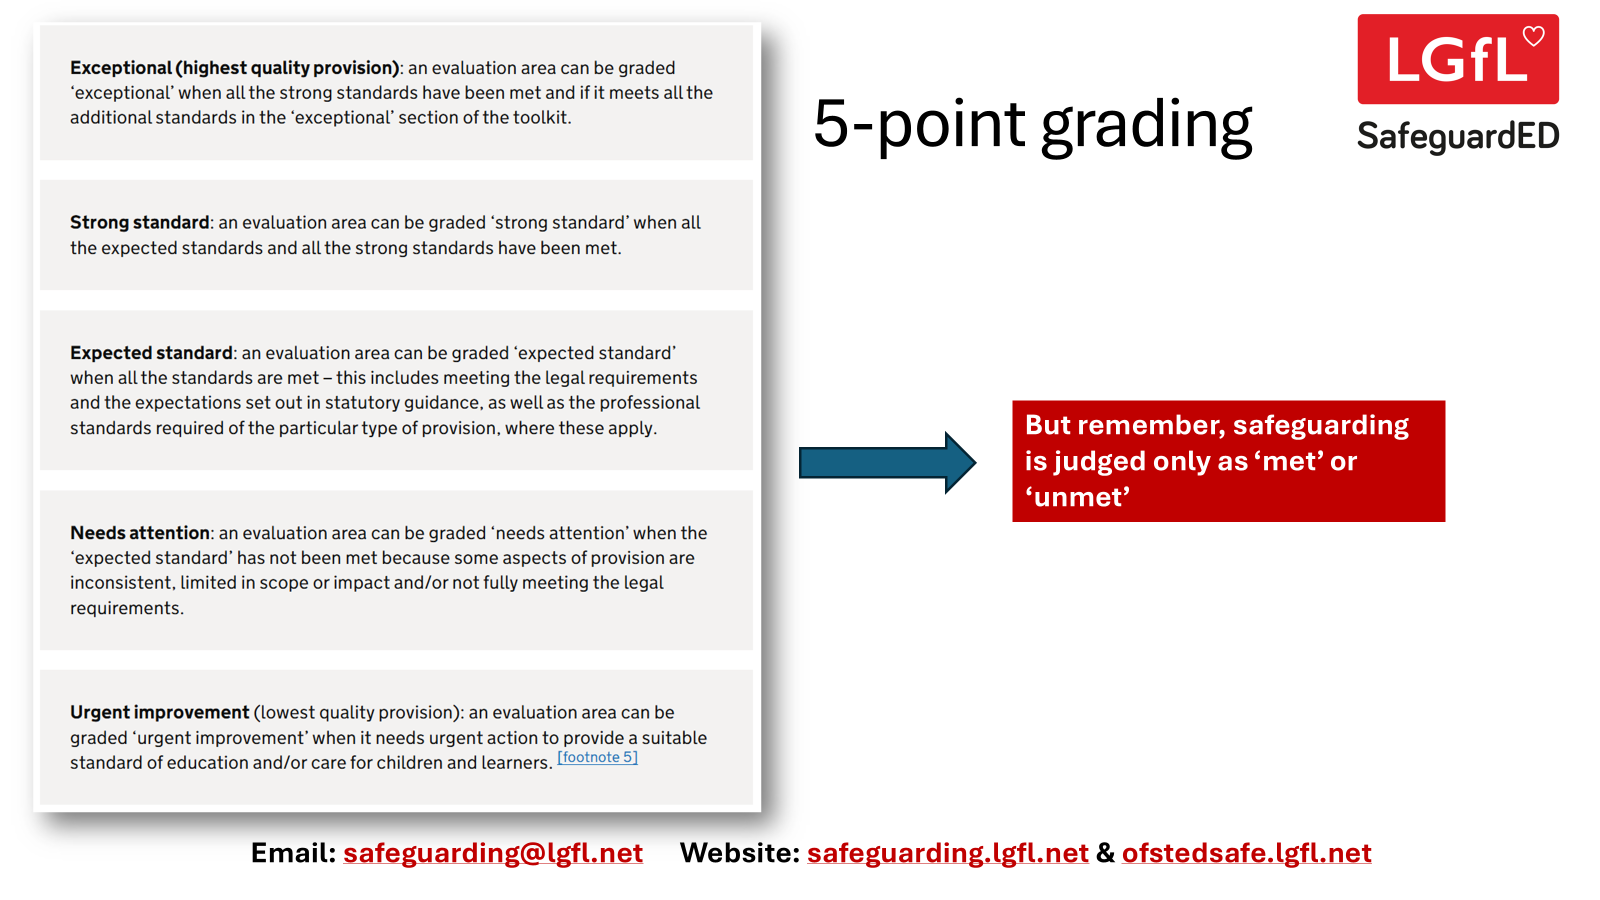 Exceptional (highest quality provision): an evaluation area can be graded
‘exceptional’ when all the strong standards have been met and if it meets all the
additional standards in the ‘exceptional’ section of the toolkit.
Strong standard: an evaluation area can be graded ‘strong standard’ when all
the expected standards and all the strong standards have been met.
Expected standard: an evaluation area can be graded ‘expected standard’
when all the standards are met – this includes meeting the legal requirements
and the expectations set out in statutory guidance, as well as the professional
standards required of the particular type of provision, where these apply.
Needs attention: an evaluation area can be graded ‘needs attention’ when the
‘expected standard’ has not been met because some aspects of provision are
inconsistent, limited in scope or impact and/or not fully meeting the legal
requirements.
Urgent improvement (lowest quality provision): an evaluation area can be
graded ‘urgent improvement’ when it needs urgent action to provide a suitable
standard of education and/or care for children and learners. [footnote 5]
5-point grading
LGfL
SafeguardED
But remember, safeguarding
is judged only as ‘met’ or
‘unmet’
Email: safeguarding@lgfl.net Website: safeguarding.lgfl.net & ofstedsafe.lgfl.net